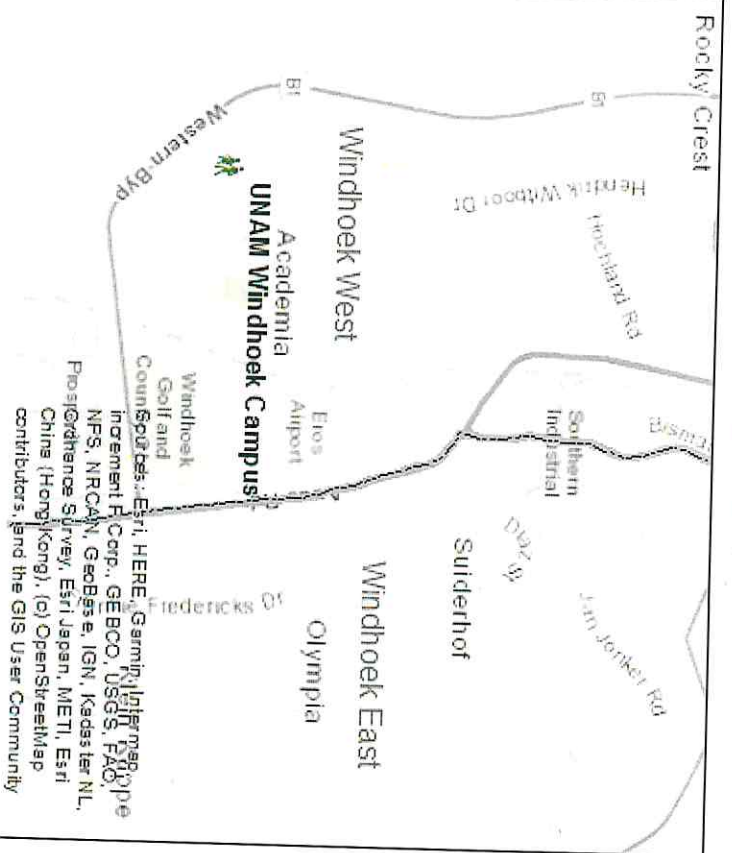 Rocky Crest
B1
B1
Hendrik Witbooi Dr
Hochland Rd
Western Byp
Windhoek West
Academia
UNAM Windhoek Campus
Southern
Industrial
Eros
Airport
Windhoek
Golf and
Suiderhof
Jan Jonker Rd
Windhoek East
Olympia
Fredericks Dr
Sources: Esri, HERE, Garmin, Intermap,
increment P Corp., GEBCO, USGS, FAO,
NPS, NRCAN, GeoBase, IGN, Kadaster NL,
Ordnance Survey, Esri Japan, METI, Esri
China (Hong Kong), (c) OpenStreetMap
contributors, and the GIS User Community